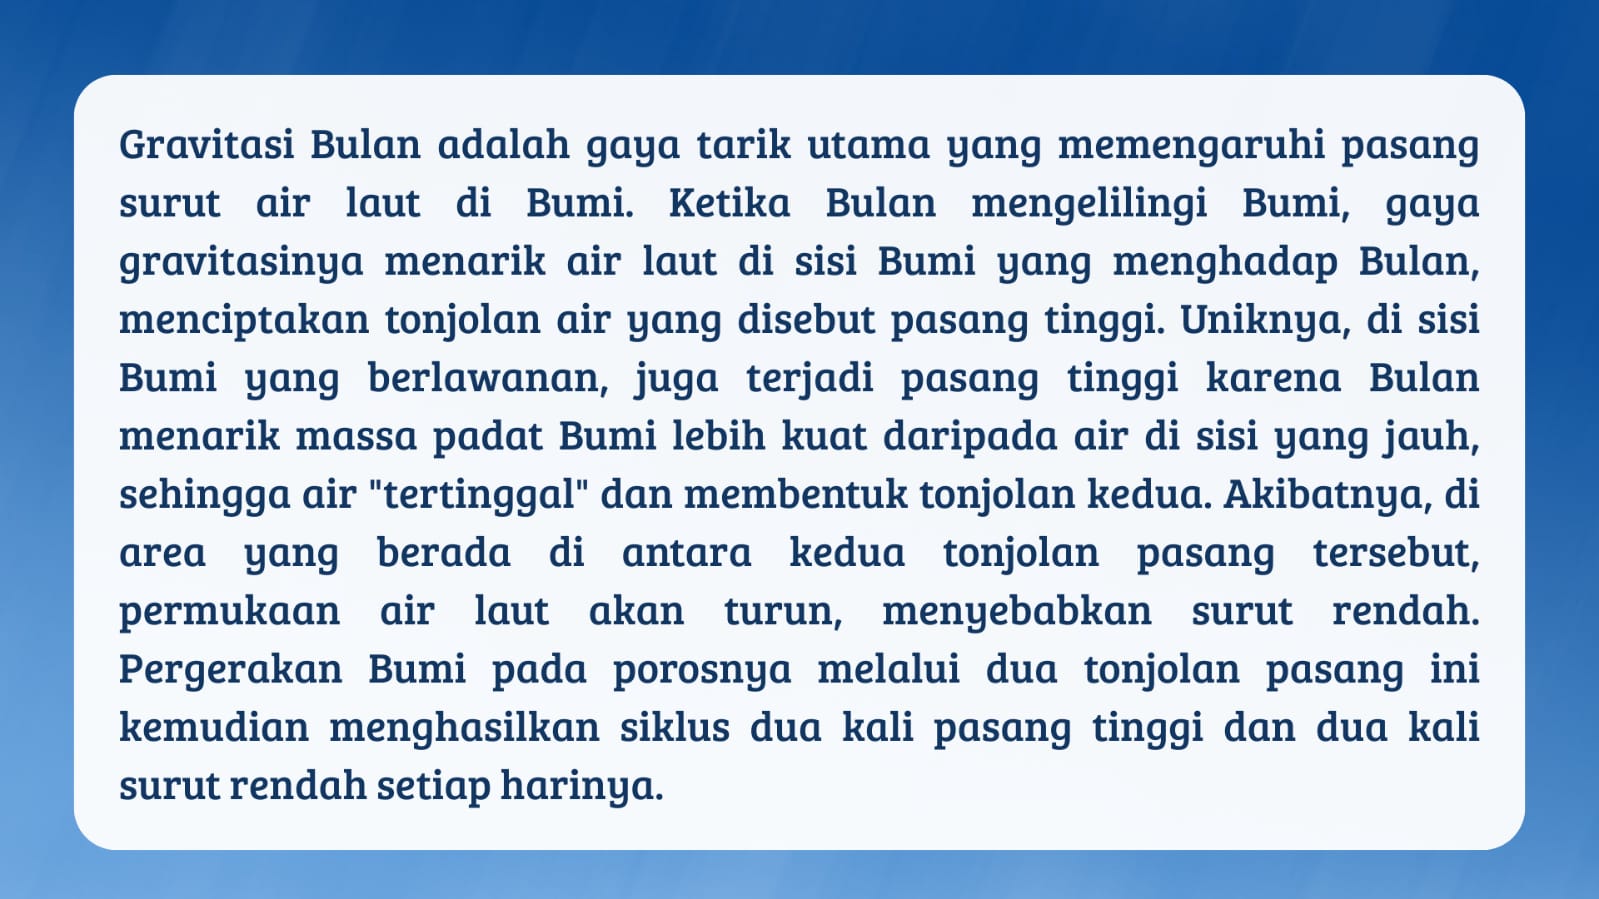 Gravitasi Bulan adalah gaya tarik utama yang memengaruhi pasang
surut air laut di Bumi. Ketika Bulan mengelilingi Bumi, gaya
gravitasinya menarik air laut di sisi Bumi yang menghadap Bulan,
menciptakan tonjolan air yang disebut pasang tinggi. Uniknya, di sisi
Bumi yang berlawanan, juga terjadi pasang tinggi karena Bulan
menarik massa padat Bumi lebih kuat daripada air di sisi yang jauh,
sehingga air "tertinggal" dan membentuk tonjolan kedua. Akibatnya, di
area yang berada di antara kedua tonjolan pasang tersebut,
permukaan air laut akan turun, menyebabkan surut rendah.
Pergerakan Bumi pada porosnya melalui dua tonjolan pasang ini
kemudian menghasilkan siklus dua kali pasang tinggi dan dua kali
surut rendah setiap harinya.